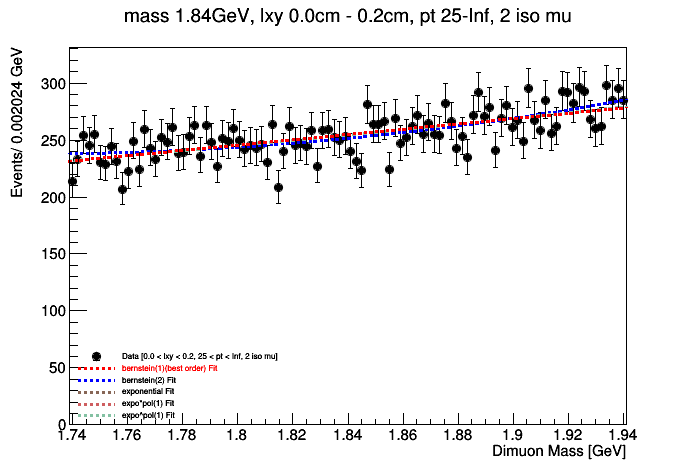 mass 1.84GeV, lxy 0.0cm - 0.2cm, pt 25-Inf, 2 iso mu
Events/ 0.002024 GeV
300
250
200
150
100
50
0
Data [0.0 < lxy < 0.2, 25 < pt < Inf, 2 iso mu]
bernstein(1)(best order) Fit
bernstein(2) Fit
exponential Fit
expo*pol(1) Fit
expo^pol(1) Fit
1.74 1.76 1.78 1.8 1.82 1.84 1.86 1.88 1.9 1.92 1.94
Dimuon Mass [GeV]